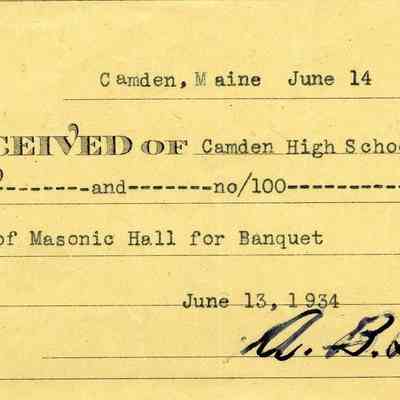 Camden, Maine June 14
CEIVED OF Camden High Schoo
-------and-------no/100-----------
of Masonic Hall for Banquet
June 13, 1934
A. B.